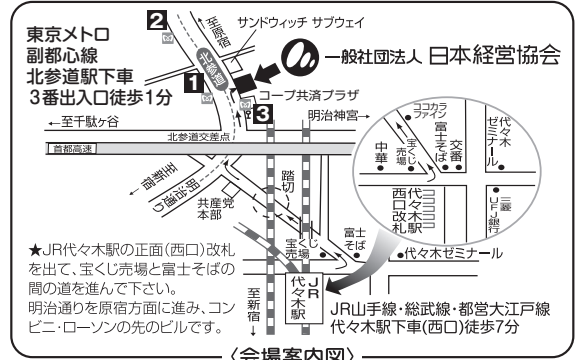 東京メトロ
副都心線
北参道駅下車
3番出入口徒歩1分
2
至原宿
サンドウィッチ サブウェイ
北参道
一般社団法人 日本経営協会
1
コープ共済プラザ
3
明治神宮→
←至千駄ヶ谷
北参道交差点
首都高速
至新宿
明治通り
共産党
本部
踏切
ココカラ
ファイン
中華
宝くじ
売場
富士そば
交番
代々木
ゼミナール
代々木駅
西口改札
三菱
UFJ銀行
宝くじ
売場
富士
そば
代々木ゼミナール
JR
代々木駅
至新宿
★JR代々木駅の正面(西口)改札
を出て、宝くじ売場と富士そばの
間の道を進んで下さい。
明治通りを原宿方面に進み、コン
ビニ・ローソンの先のビルです。
JR山手線・総武線・都営大江戸線
代々木駅下車(西口)徒歩7分
〈会場案内図〉